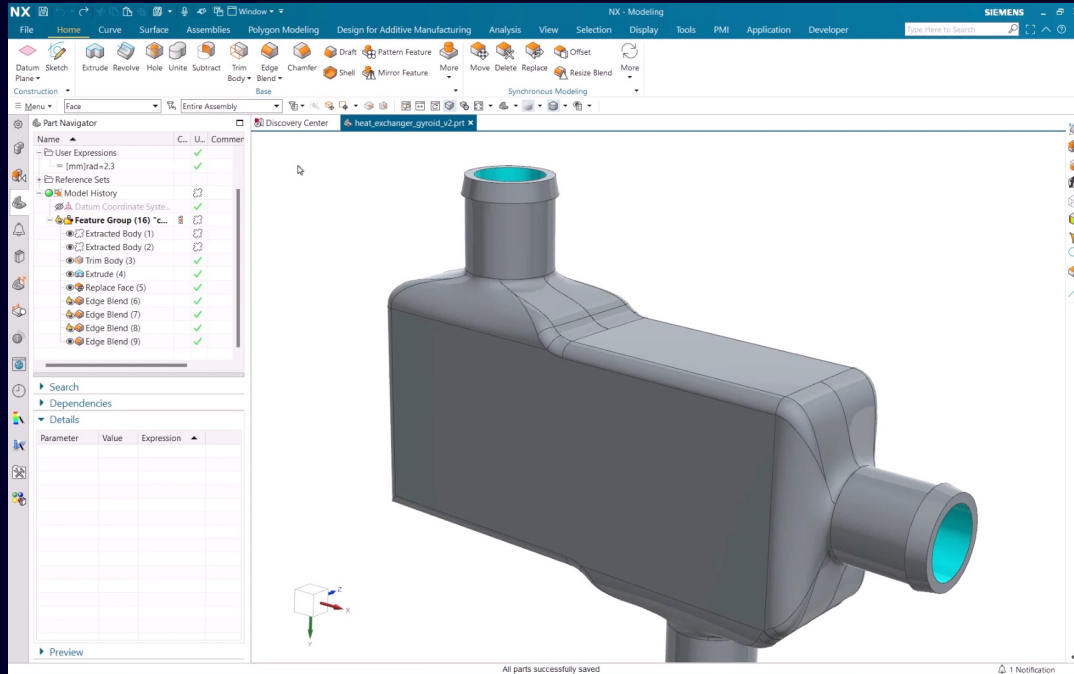 NX Window NX - Modeling SIEMENS
File Home Curve Surface Assemblies Polygon Modeling Design for Additive Manufacturing Analysis View Selection Display Tools PMI Application Developer Type Here to Search
Datum Plane Sketch Extrude Revolve Hole Unite Subtract Trim Body Edge Blend Chamfer Draft Pattern Feature More Move Delete Replace Offset More
Shell Mirror Feature Resize Blend
Construction Base Synchronous Modeling
Menu Face Entire Assembly
Part Navigator Discovery Center heat_exchanger_gyroid_v2.prt
Name C... U... Commer
User Expressions
[mm]rad=2.3
Reference Sets
Model History
Datum Coordinate Syste...
Feature Group (16) "c...
Extracted Body (1)
Extracted Body (2)
Trim Body (3)
Extrude (4)
Replace Face (5)
Edge Blend (6)
Edge Blend (7)
Edge Blend (8)
Edge Blend (9)
Search
Dependencies
Details
Parameter Value Expression
Z
X
Y
Preview
All parts successfully saved 1 Notification